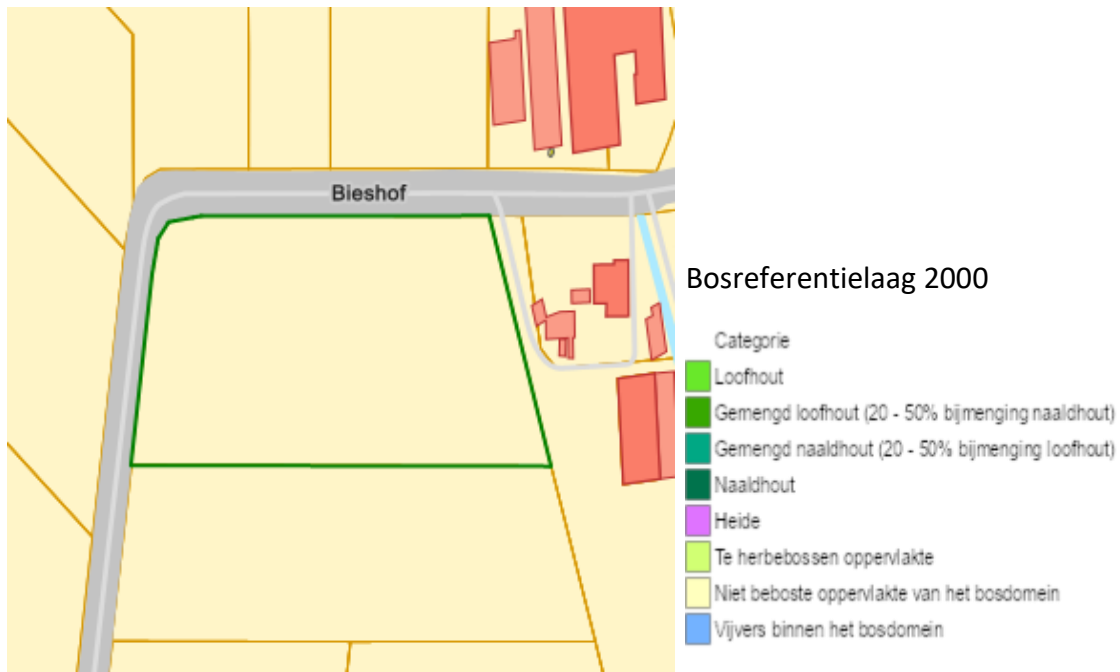 Bieshof
Bosreferentielaag 2000
Categorie
Loofhout
Gemengd loofhout (20 - 50% bijmenging naaldhout)
Gemengd naaldhout (20 - 50% bijmenging loofhout)
Naaldhout
Heide
Te herbebossen oppervlakte
Niet beboste oppervlakte van het bosdomein
Vijvers binnen het bosdomein